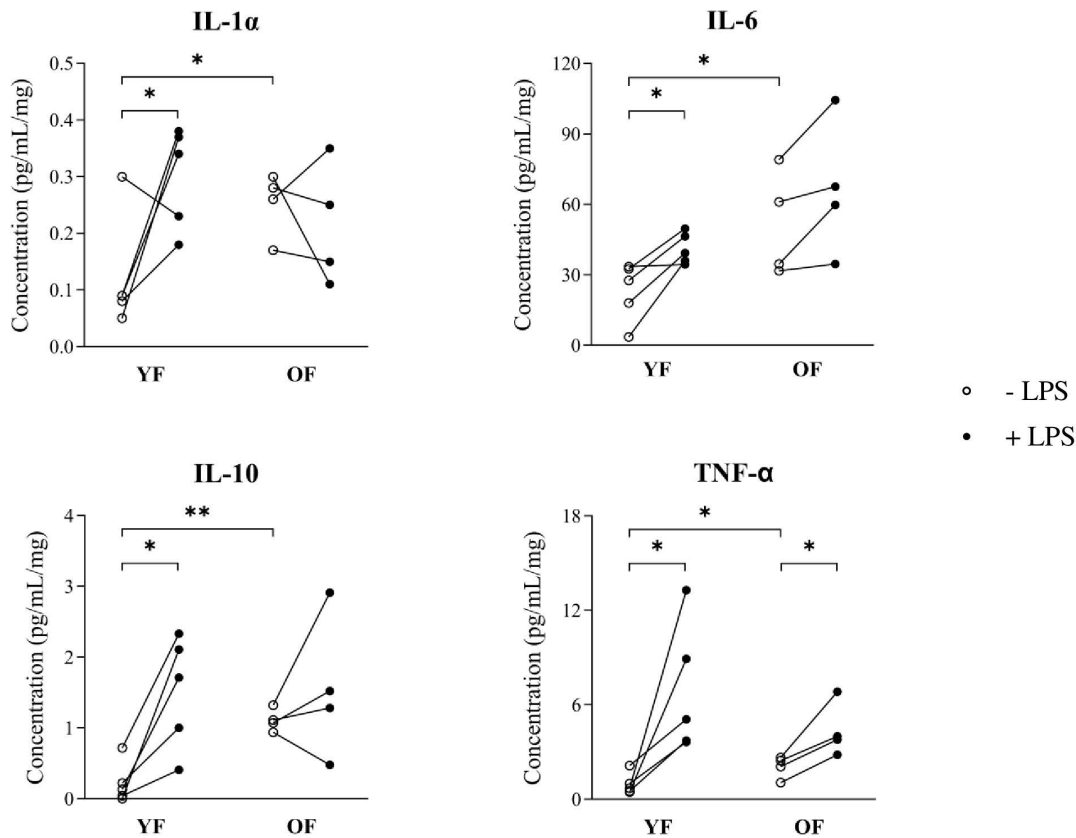 IL-1α
*
*
Concentration (pg/mL/mg)
0.5
0.4
0.3
0.2
0.1
0.0
YF OF
IL-6
*
*
Concentration (pg/mL/mg)
120
90
60
30
0
YF OF
- LPS
+ LPS
IL-10
**
*
Concentration (pg/mL/mg)
4
3
2
1
0
YF OF
TNF-α
*
* *
Concentration (pg/mL/mg)
18
12
6
0
YF OF